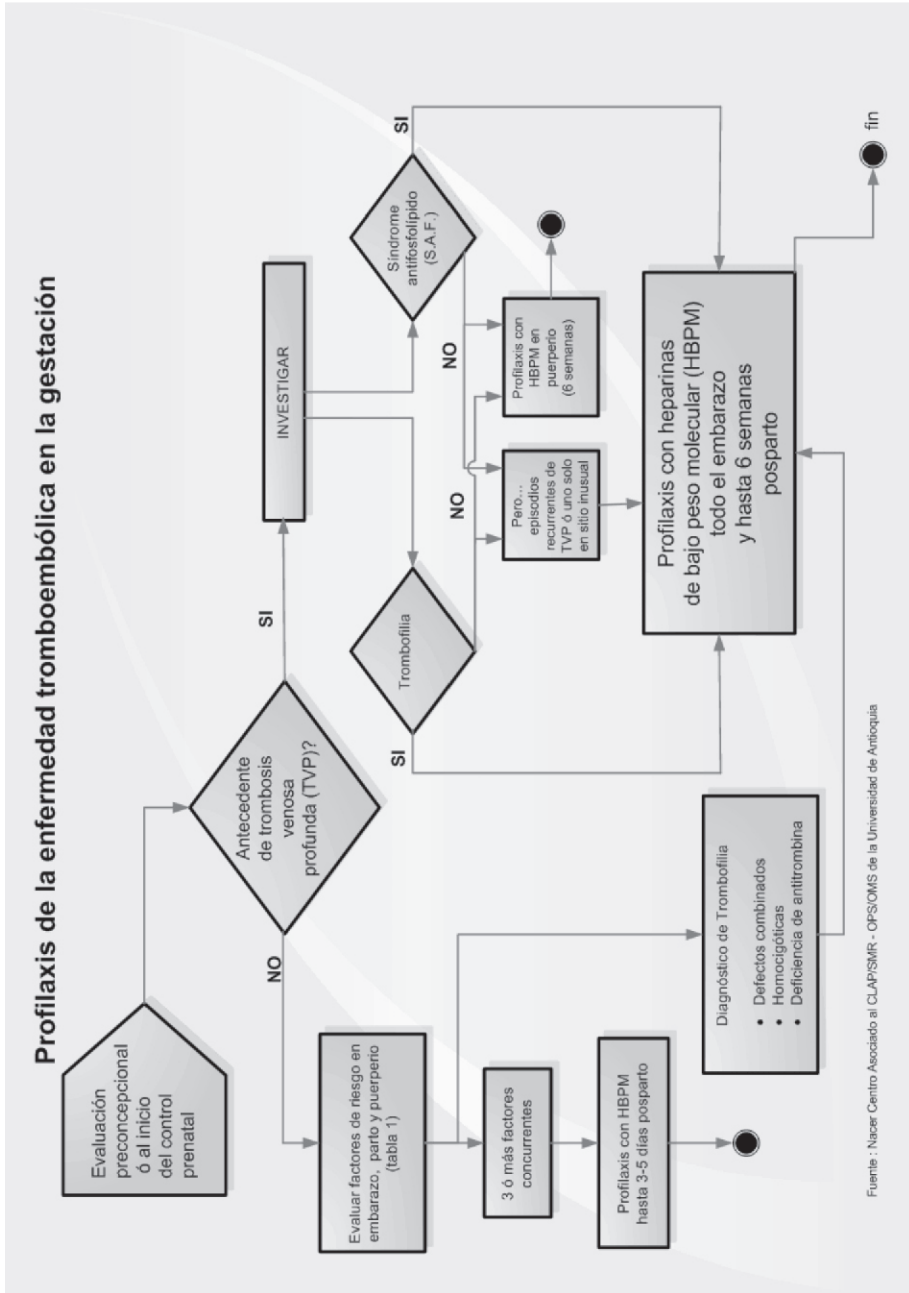 Profilaxis de la enfermedad tromboembólica en la gestación
Evaluación
preconcepcional
ó al inicio
del control
prenatal
Antecedente
de trombosis
venosa
profunda (TVP)?
SI
INVESTIGAR
NO
Evaluar factores de riesgo en
embarazo, parto y puerperio
(tabla 1)
3 ó más factores
concurrentes
Profilaxis con HBPM
hasta 3-5 días posparto
Diagnóstico de Trombofilia
• Defectos combinados
• Homocigóticas
• Deficiencia de antitrombina
Trombofilia
SI
NO
Síndrome
antifosfolípido
(S.A.F.)
SI
NO
Pero...
episodios
recurrentes de
TVP ó uno solo
en sitio inusual
Profilaxis con
HBPM en
puerperio
(6 semanas)
Profilaxis con heparinas
de bajo peso molecular (HBPM)
todo el embarazo
y hasta 6 semanas
posparto
fin
Fuente : Nacer Centro Asociado al CLAP/SMR - OPS/OMS de la Universidad de Antioquia